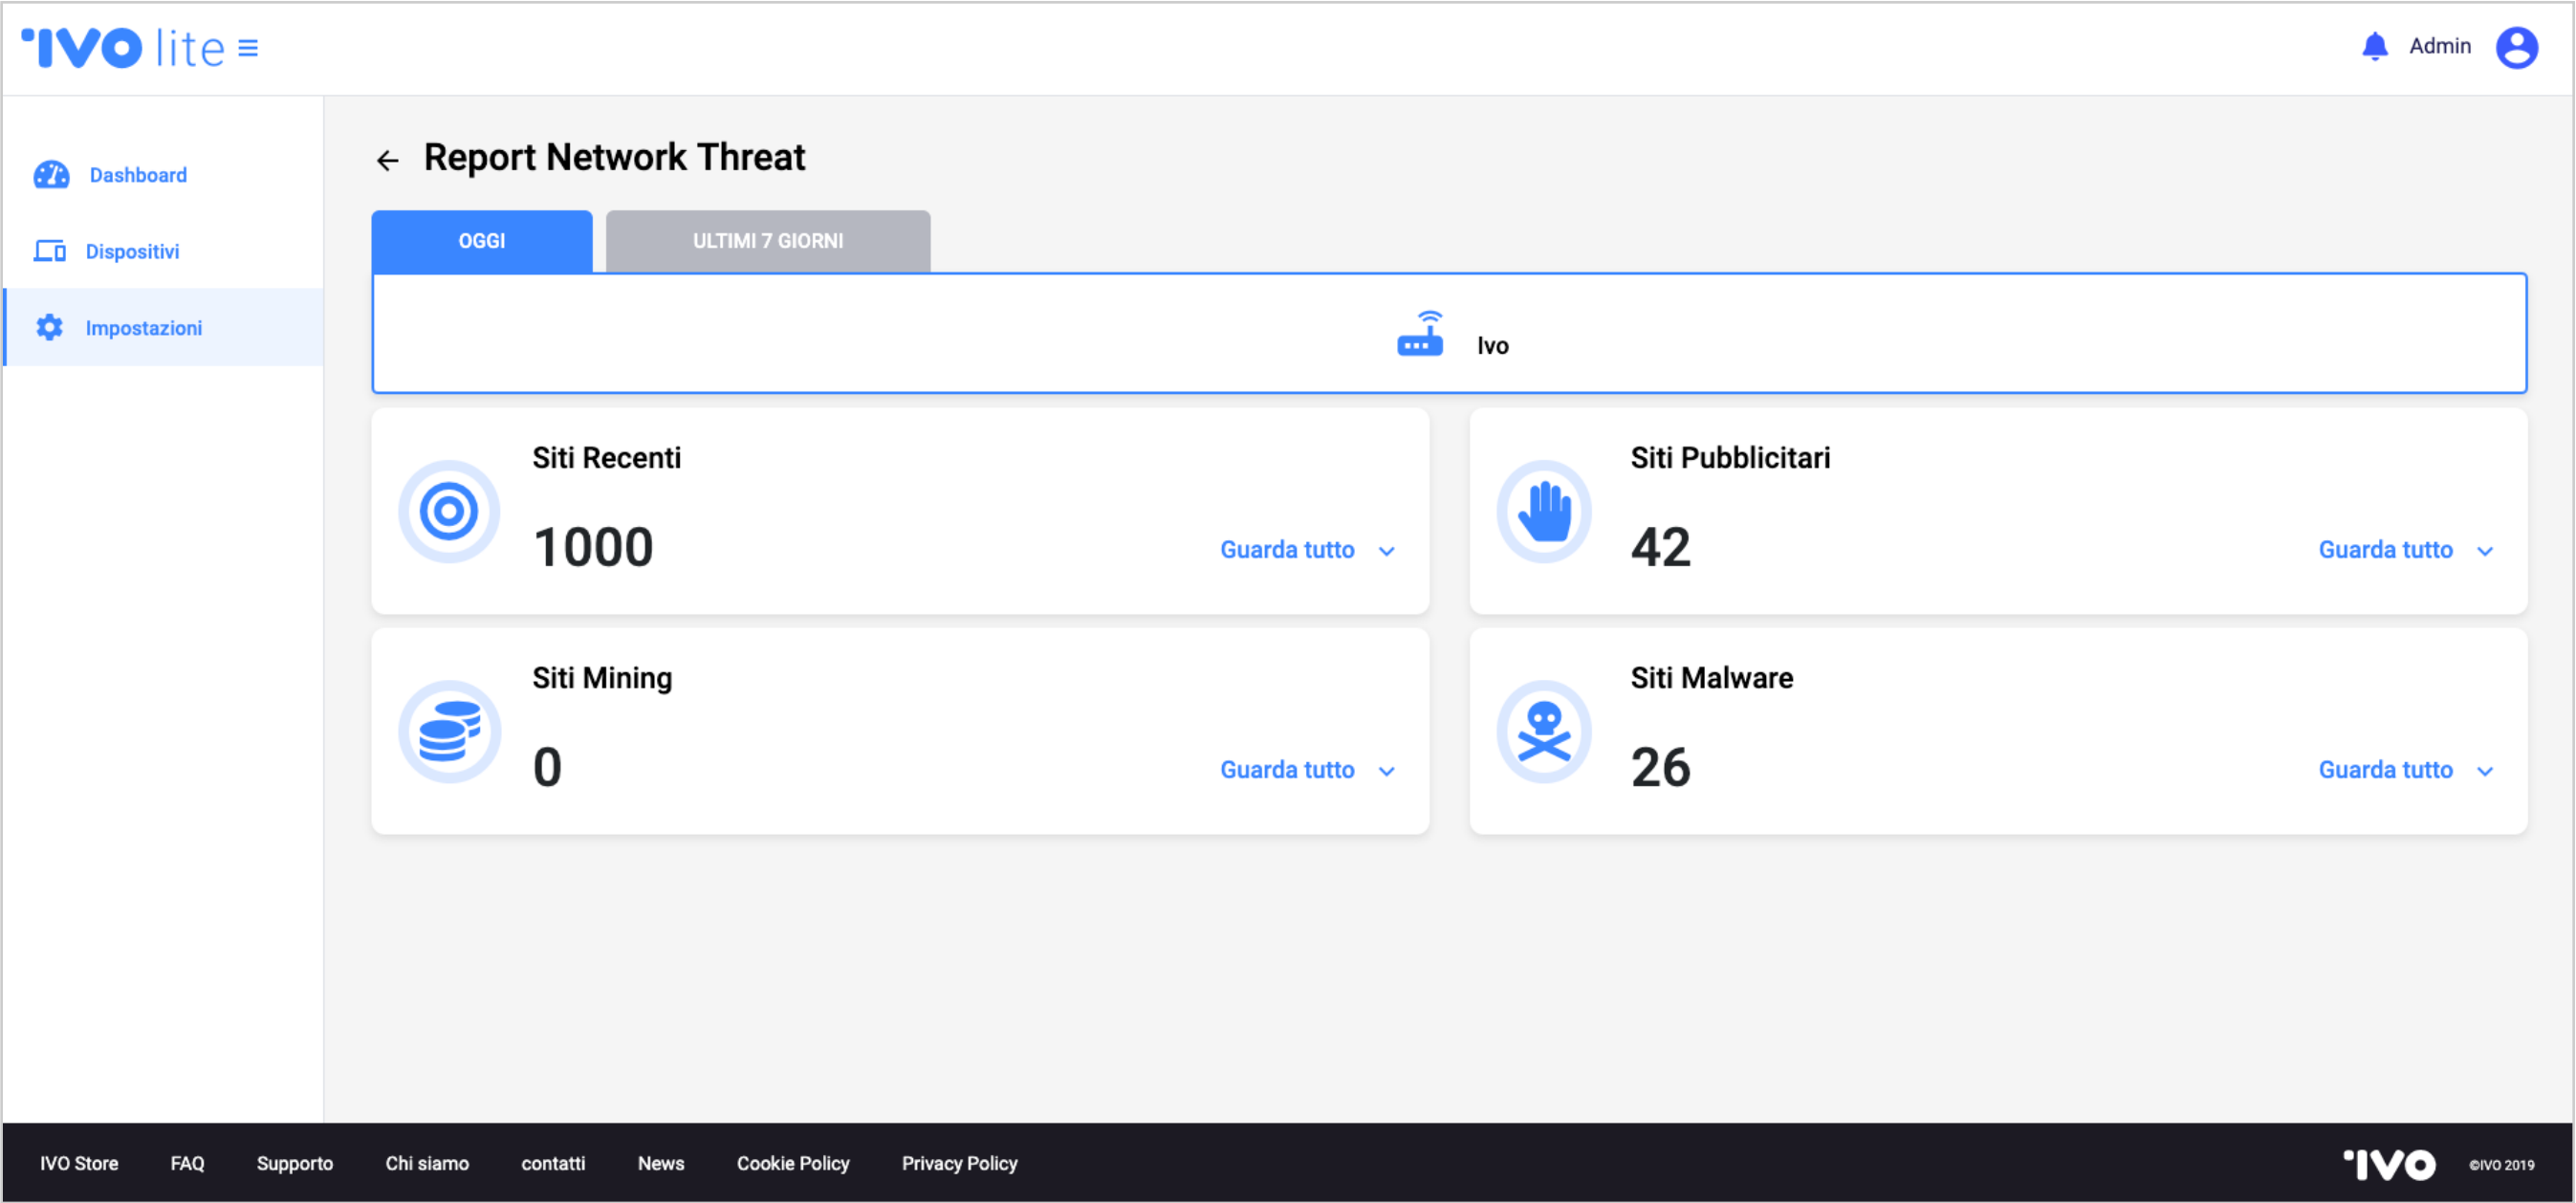 IVO lite
Admin
Dashboard
Dispositivi
Impostazioni
Report Network Threat
OGGI
ULTIMI 7 GIORNI
Ivo
Siti Recenti
1000
Guarda tutto
Siti Pubblicitari
42
Guarda tutto
Siti Mining
0
Guarda tutto
Siti Malware
26
Guarda tutto
IVO Store FAQ Supporto Chi siamo contatti News Cookie Policy Privacy Policy IVO ©IVO 2019